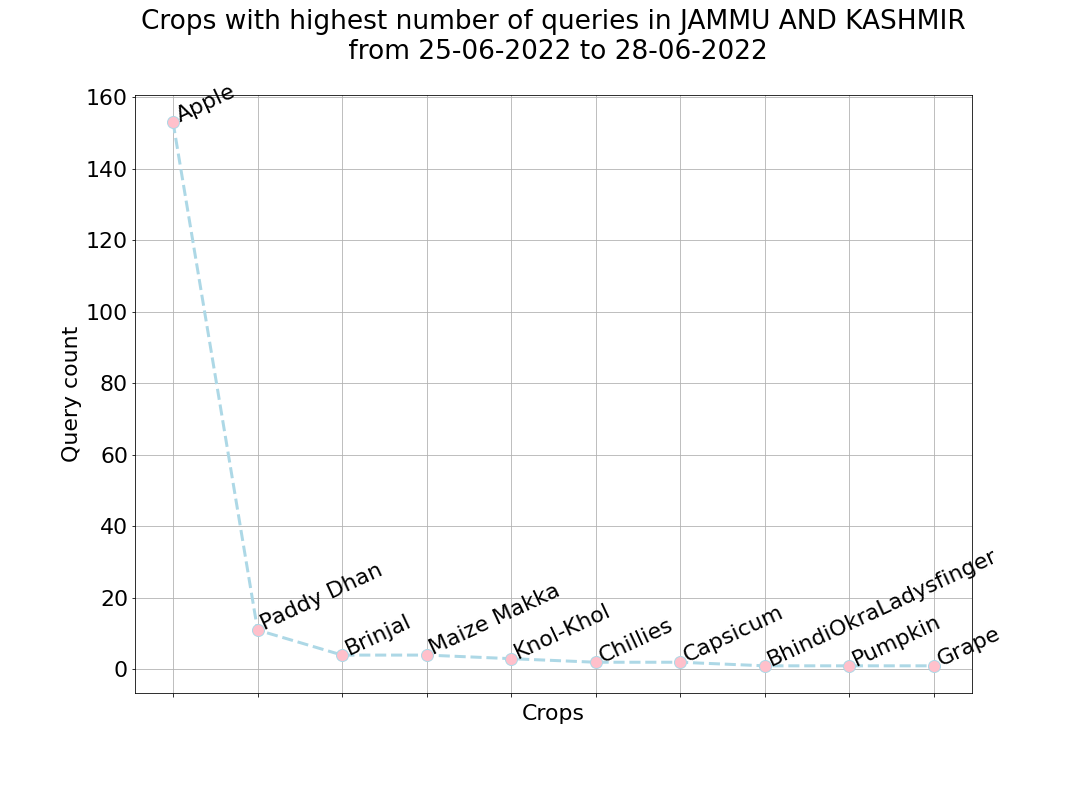 Crops with highest number of queries in JAMMU AND KASHMIR
from 25-06-2022 to 28-06-2022
160
140
120
100
80
60
40
20
0
Query count
Apple
Paddy Dhan
Brinjal
Maize Makka
Knol-Khol
Chillies
Capsicum
BhindiOkraLadysfinger
Pumpkin
Grape
Crops